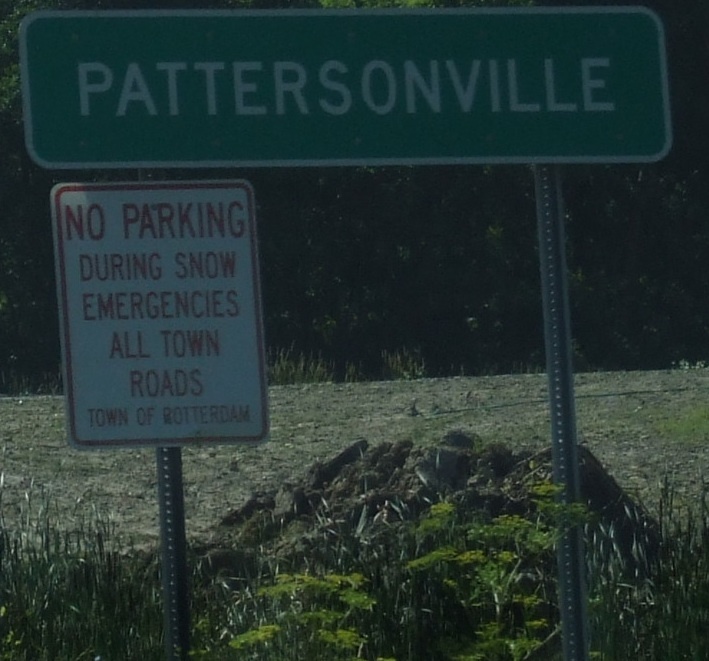 PATTERSONVILLE
NO PARKING
DURING SNOW
EMERGENCIES
ALL TOWN
ROADS
TOWN OF ROTTERDAM